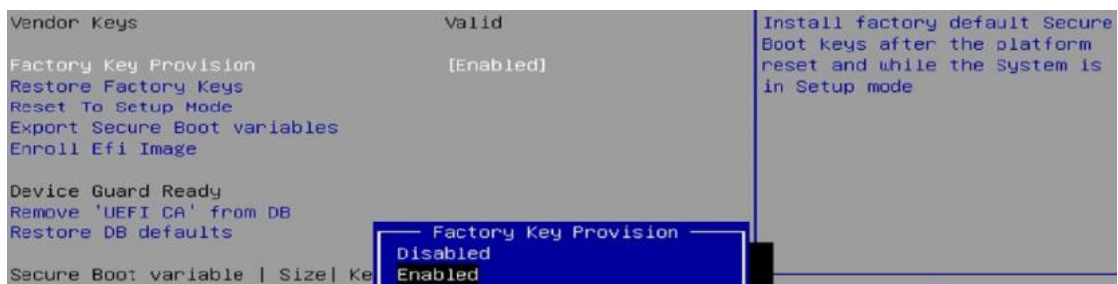 Vendor Keys Valid
Factory Key Provision [Enabled]
Restore Factory Keys
Reset To Setup Mode
Export Secure Boot variables
Enroll Efi Image
Device Guard Ready
Remove 'UEFI CA' from DB
Restore DB defaults
Secure Boot variable | Size| Ke
Install factory default Secure
Boot keys after the platform
reset and while the System is
in Setup mode
Factory Key Provision
Disabled
Enabled